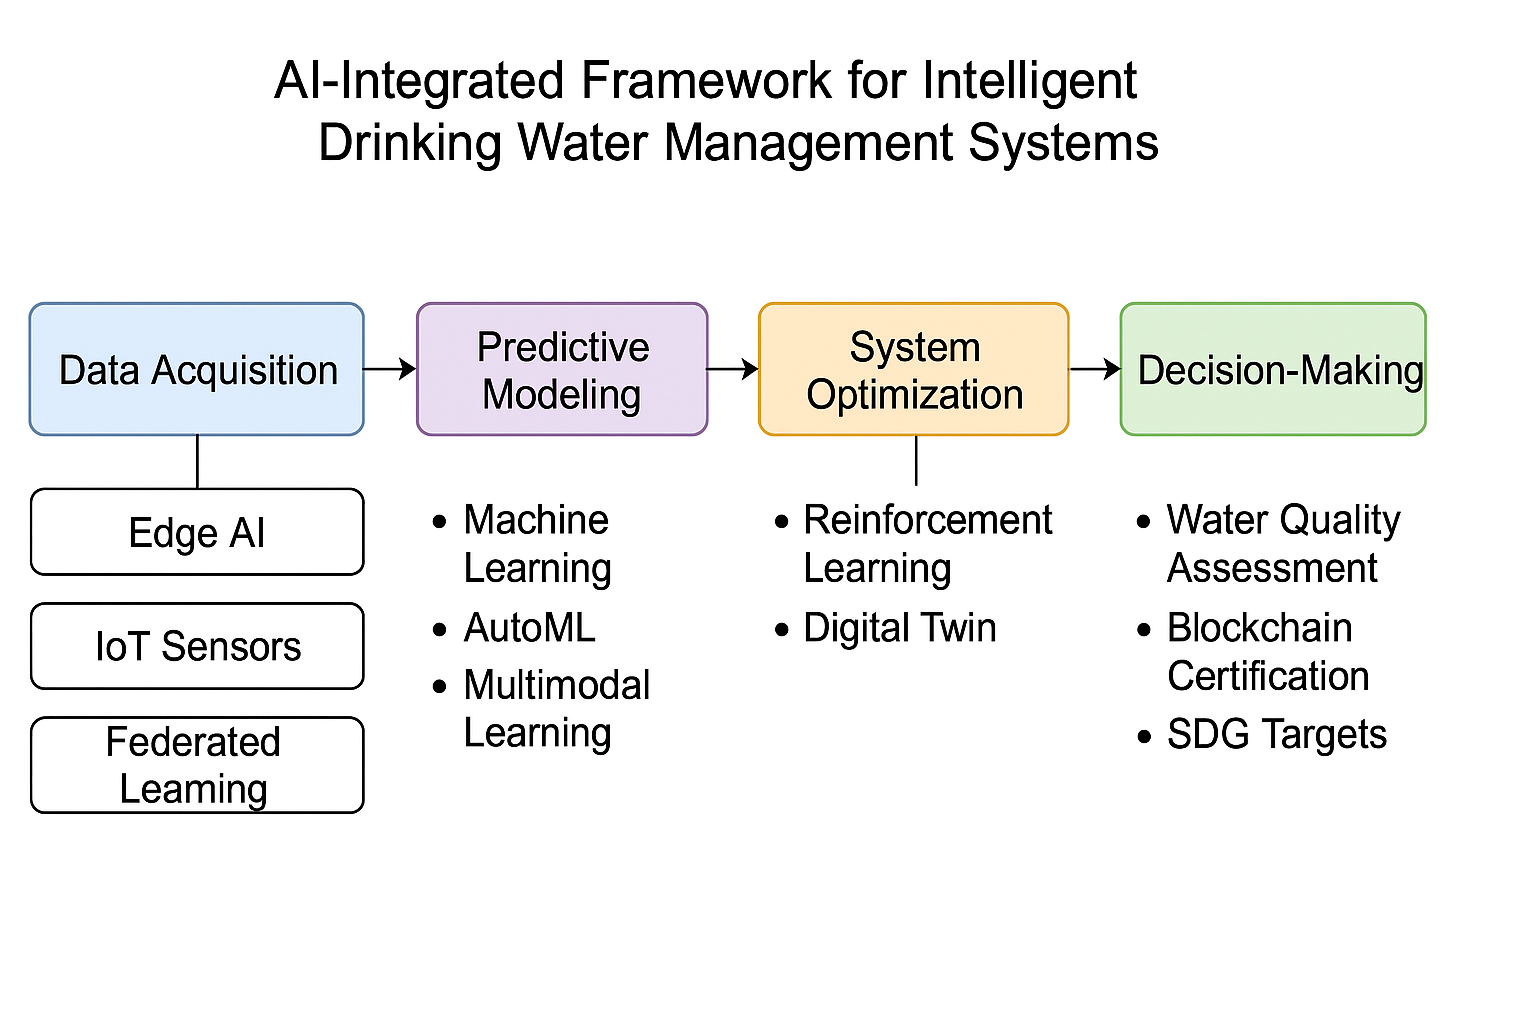 AI-Integrated Framework for Intelligent
Drinking Water Management Systems
Data Acquisition
Predictive
Modeling
System
Optimization
Decision-Making
Edge AI
IoT Sensors
Federated
Leaming
• Machine
Learning
• AutoML
• Multimodal
Learning
• Reinforcement
Learning
• Digital Twin
• Water Quality
Assessment
• Blockchain
Certification
• SDG Targets